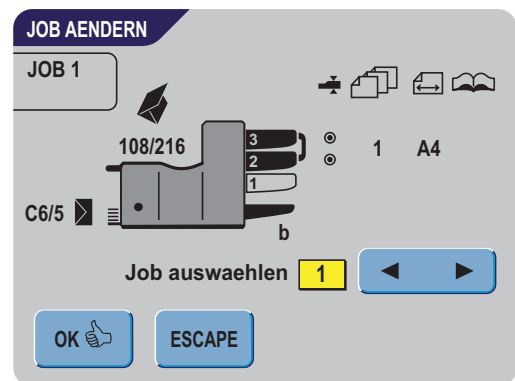 JOB AENDERN
JOB 1
108/216
3
2
1
1 A4
C6/5
b
Job auswaehlen 1
OK
ESCAPE